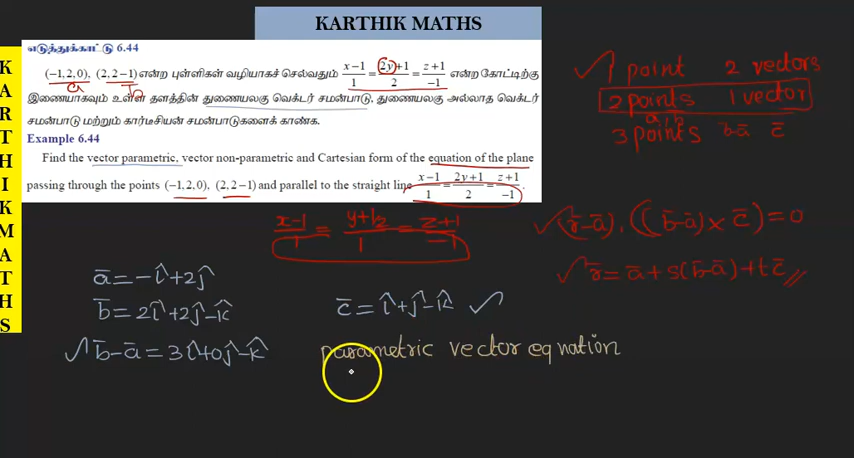 KARTHIK MATHS
எடுத்துக்காட்டு 6.44
(−1,2,0), (2,2−1) என்ற புள்ளிகள் வழியாகச் செல்வதும் x−1/1 = 2y+1/2 = z+1/−1 என்ற கோட்டிற்கு
a b
இணையாகவும் உள்ள தளத்தின் துணையலகு வெக்டர் சமன்பாடு, துணையலகு அல்லாத வெக்டர்
சமன்பாடு மற்றும் கார்டீசியன் சமன்பாடுகளைக் காண்க.
Example 6.44
Find the vector parametric, vector non-parametric and Cartesian form of the equation of the plane
passing through the points (−1,2,0), (2,2−1) and parallel to the straight line x−1/1 = 2y+1/2 = z+1/−1.
KARTHIK MATHS
✓ 1 point 2 vectors
2 points 1 vector
a b
3 points b̄-ā c̄
x-1/1 = y+1/2/1 = z+1/-1
✓ (r̄-ā).((b̄-ā)×c̄)=0
✓ r̄=ā+s(b̄-ā)+tc̄ //
ā=-î+2ĵ
b̄=2î+2ĵ-k̂
c̄=î+ĵ-k̂ ✓
✓ b̄-ā=3î+0ĵ-k̂
parametric vector equation